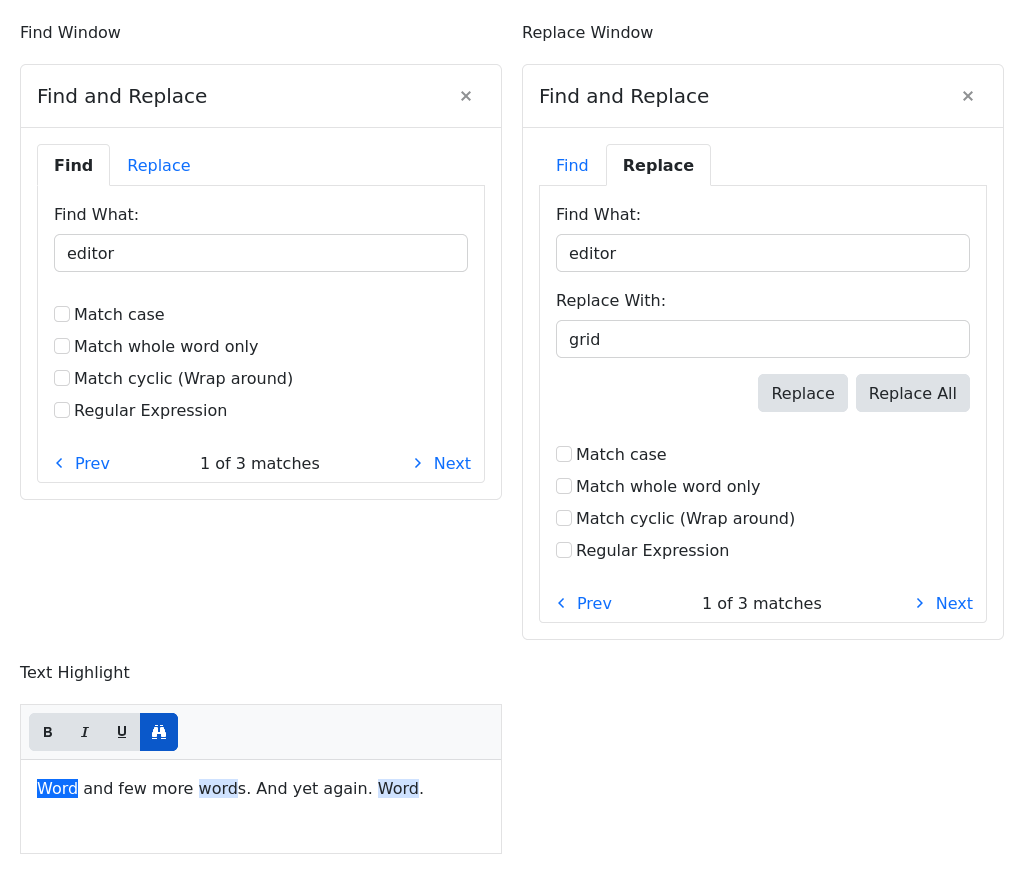 Find Window
Find and Replace ×
Find Replace
Find What:
editor
Match case
Match whole word only
Match cyclic (Wrap around)
Regular Expression
Prev 1 of 3 matches Next
Replace Window
Find and Replace ×
Find Replace
Find What:
editor
Replace With:
grid
Replace Replace All
Match case
Match whole word only
Match cyclic (Wrap around)
Regular Expression
Prev 1 of 3 matches Next
Text Highlight
B I U
Word and few more words. And yet again. Word.